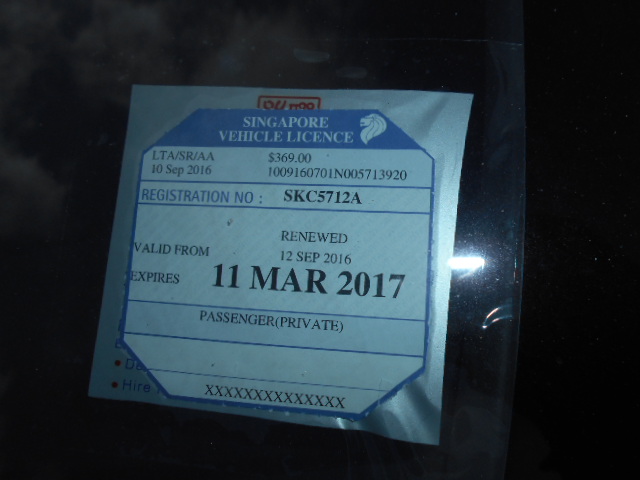 SINGAPORE
VEHICLE LICENCE
LTA/SR/AA $369.00
10 Sep 2016 1009160701N005713920
REGISTRATION NO : SKC5712A
RENEWED
VALID FROM 12 SEP 2016
EXPIRES 11 MAR 2017
PASSENGER(PRIVATE)
• Hire
XXXXXXXXXXXXXX